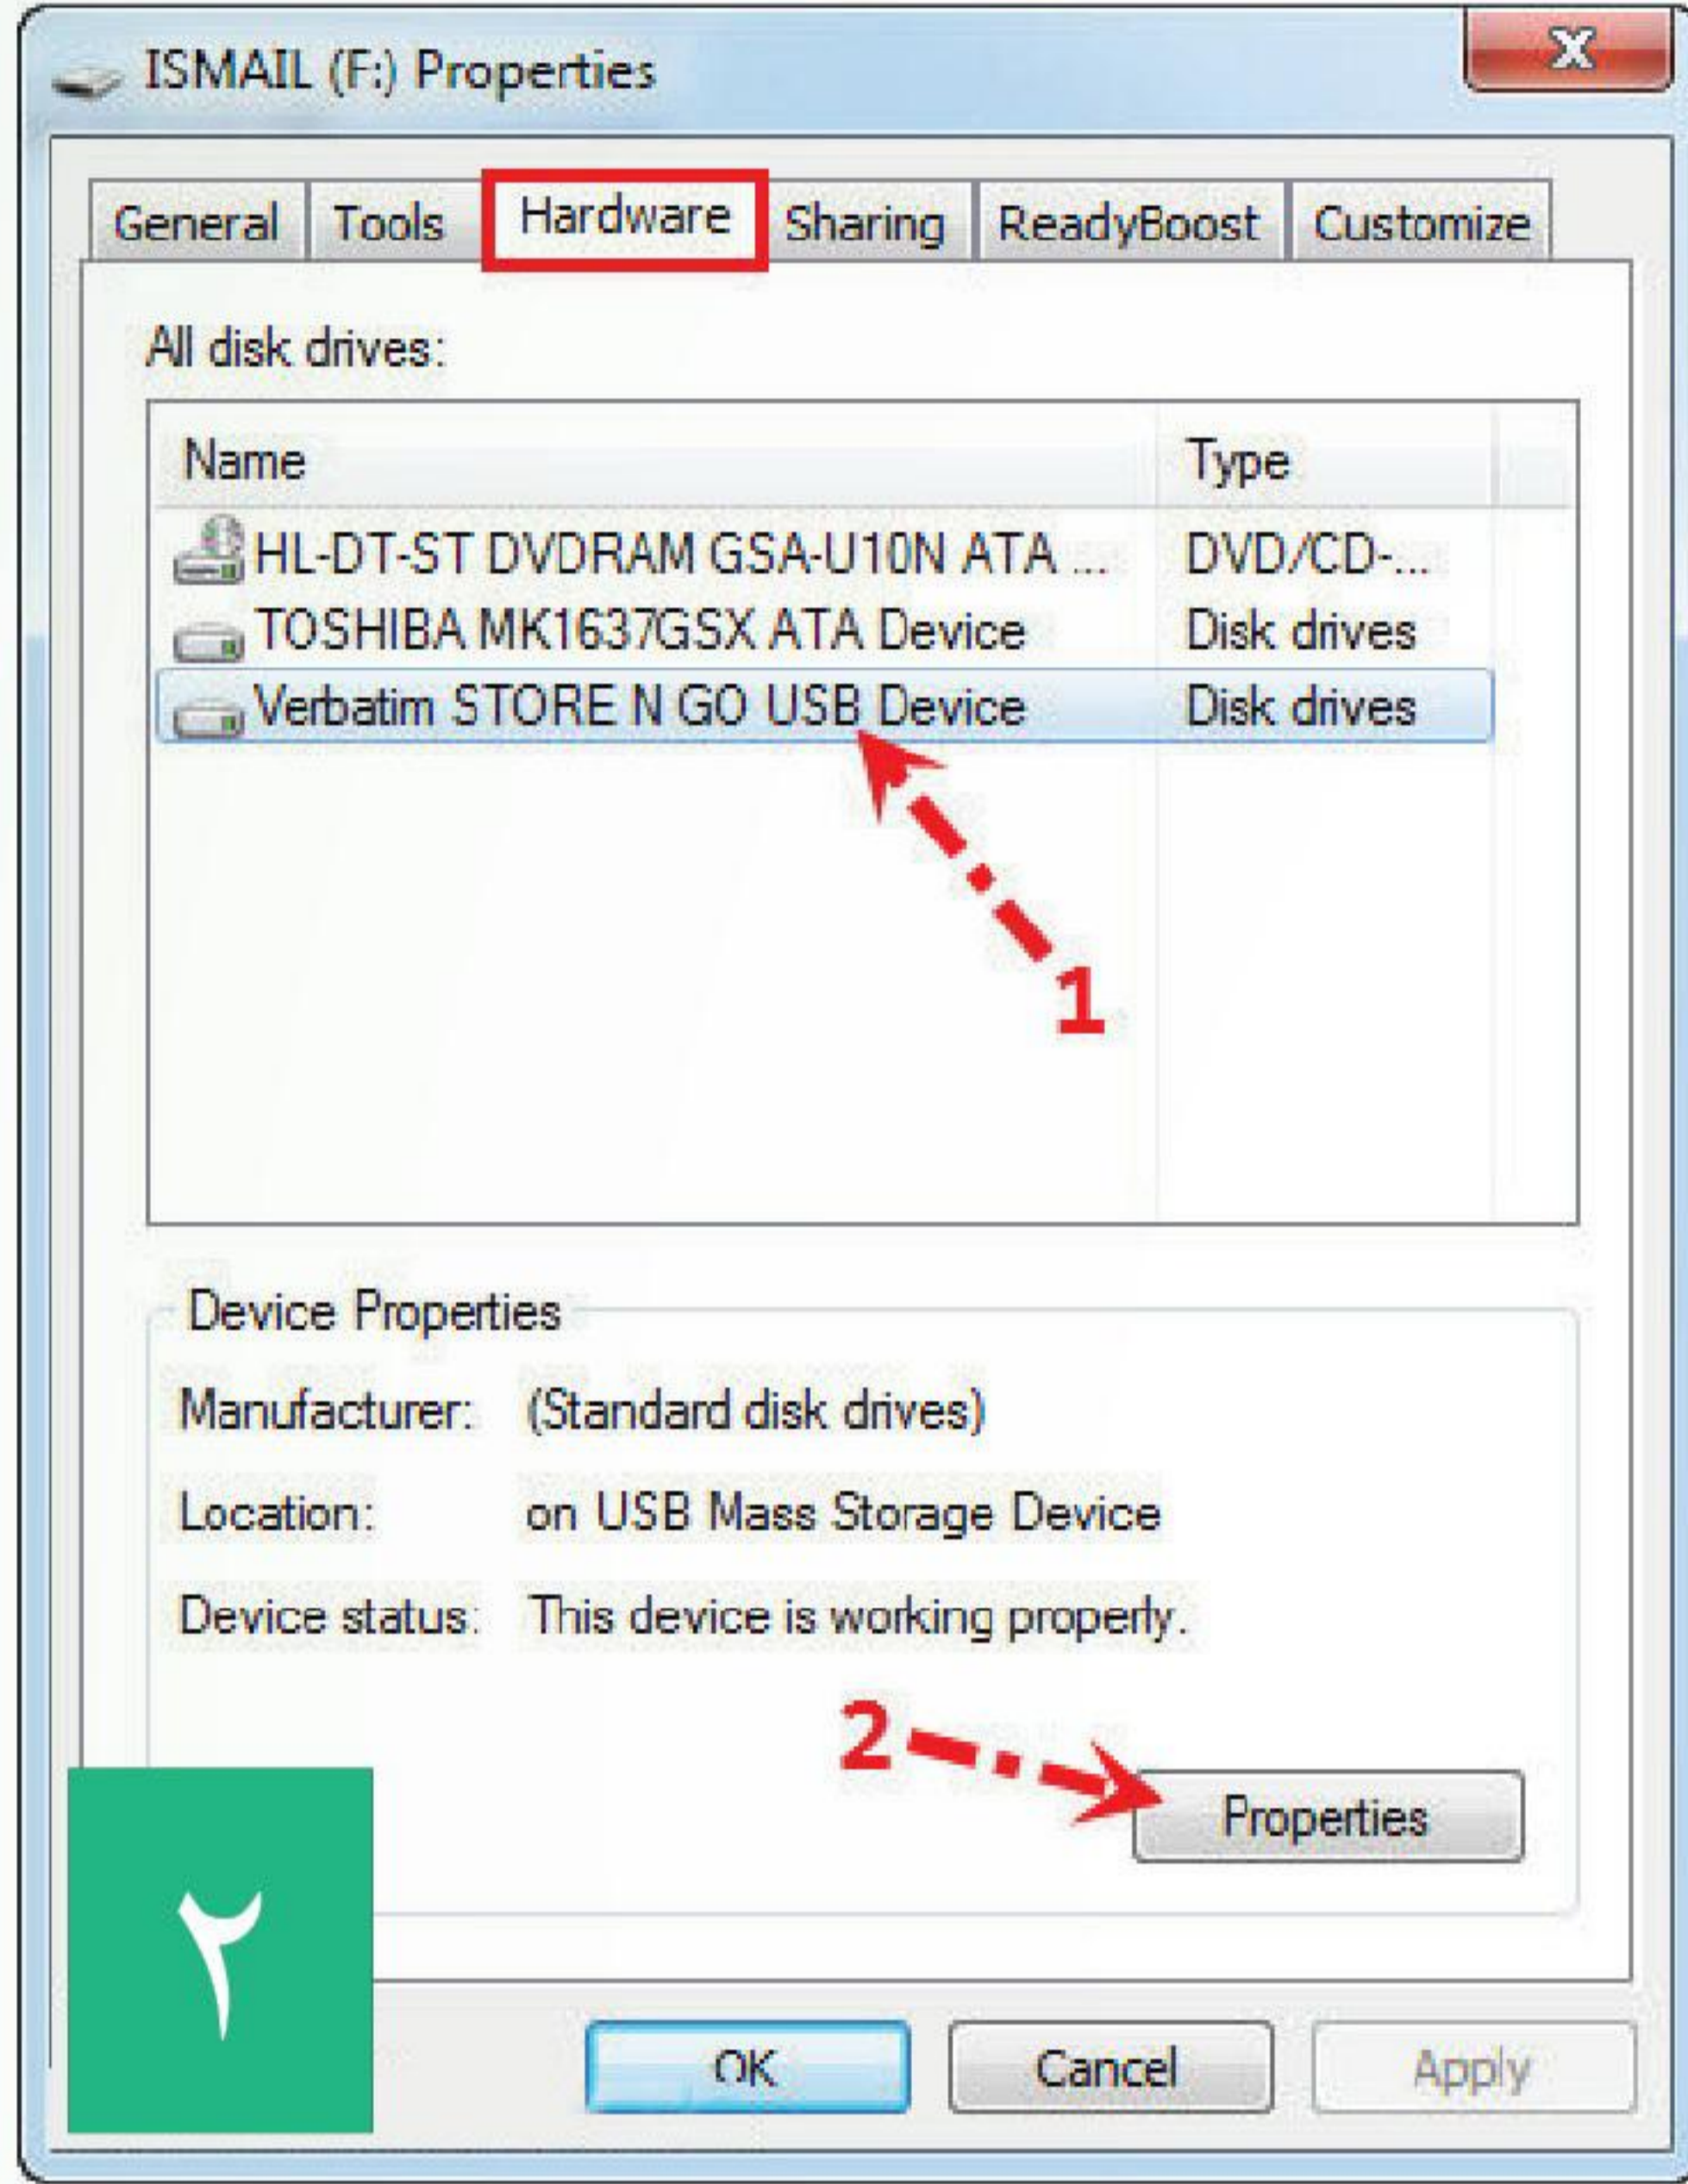 ISMAIL (F:) Properties
General Tools Hardware Sharing ReadyBoost Customize
All disk drives:
Name Type
HL-DT-ST DVDRAM GSA-U10N ATA ... DVD/CD-...
TOSHIBA MK1637GSX ATA Device Disk drives
Verbatim STORE N GO USB Device Disk drives
1
Device Properties
Manufacturer: (Standard disk drives)
Location: on USB Mass Storage Device
Device status: This device is working properly.
2
Properties
٢
OK Cancel Apply